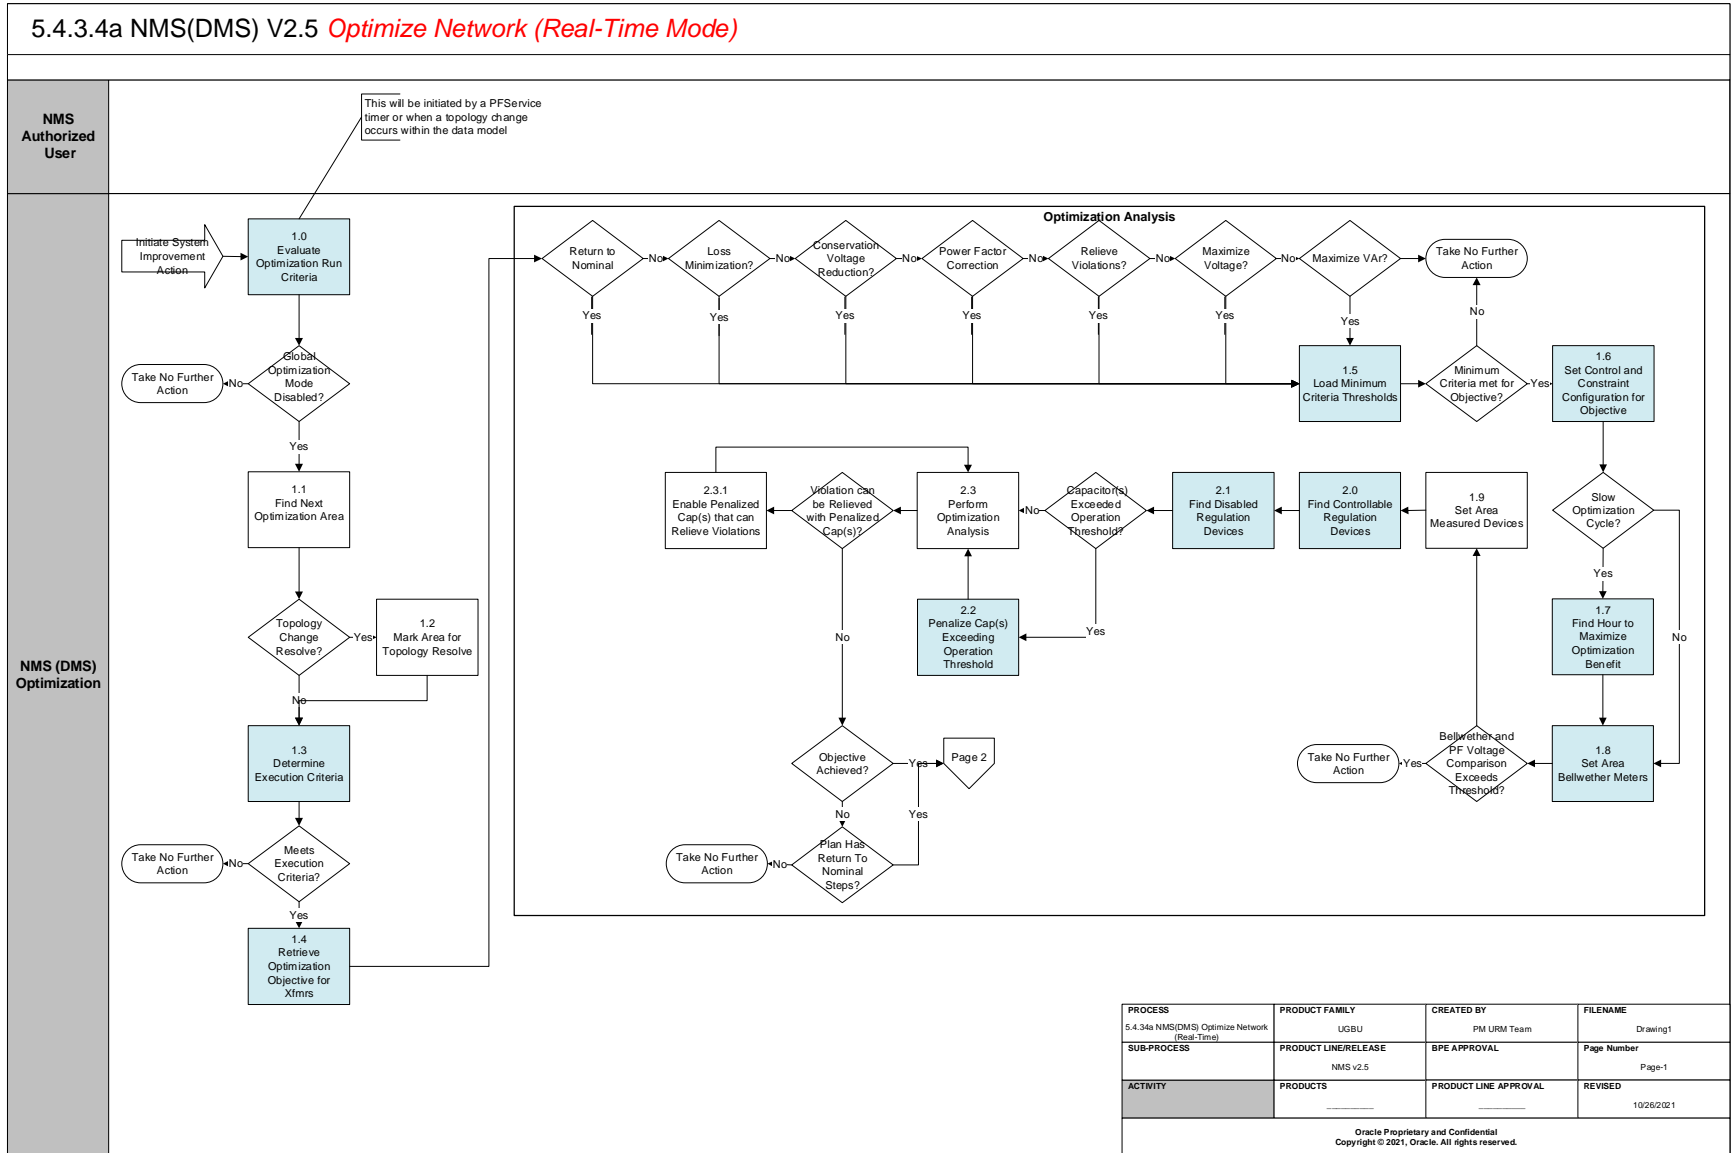 5.4.3.4a NMS(DMS) V2.5 Optimize Network (Real-Time Mode)
NMS
Authorized
User
This will be initiated by a PFService
timer or when a topology change
occurs within the data model
NMS (DMS)
Optimization
Initiate System
Improvement
Action
1.0
Evaluate
Optimization Run
Criteria
Global
Optimization
Mode
Disabled?
No
Take No Further
Action
Yes
1.1
Find Next
Optimization Area
Topology
Change
Resolve?
Yes
1.2
Mark Area for
Topology Resolve
No
1.3
Determine
Execution Criteria
Meets
Execution
Criteria?
No
Take No Further
Action
Yes
1.4
Retrieve
Optimization
Objective for
Xfmrs
Optimization Analysis
Return to
Nominal
No
Loss
Minimization?
No
Conservation
Voltage
Reduction?
No
Power Factor
Correction
No
Relieve
Violations?
No
Maximize
Voltage?
No
Maximize VAr?
Take No Further
Action
Yes
Yes
Yes
Yes
Yes
Yes
Yes
No
1.5
Load Minimum
Criteria Thresholds
Minimum
Criteria met for
Objective?
Yes
1.6
Set Control and
Constraint
Configuration for
Objective
Slow
Optimization
Cycle?
Yes
No
1.7
Find Hour to
Maximize
Optimization
Benefit
1.8
Set Area
Bellwether Meters
Bellwether and
PF Voltage
Comparison
Exceeds
Threshold?
Yes
Take No Further
Action
1.9
Set Area
Measured Devices
2.0
Find Controllable
Regulation
Devices
2.1
Find Disabled
Regulation
Devices
Capacitor(s)
Exceeded
Operation
Threshold?
No
Yes
2.2
Penalize Cap(s)
Exceeding
Operation
Threshold
2.3
Perform
Optimization
Analysis
Violation can
be Relieved
with Penalized
Cap(s)?
2.3.1
Enable Penalized
Cap(s) that can
Relieve Violations
No
Objective
Achieved?
Yes
Page 2
No
Yes
Plan Has
Return To
Nominal
Steps?
No
Take No Further
Action
PROCESS
5.4.34a NMS(DMS) Optimize Network
(Real-Time)
PRODUCT FAMILY
UGBU
CREATED BY
PM URM Team
FILENAME
Drawing1
SUB-PROCESS
PRODUCT LINE/RELEASE
NMS v2.5
BPE APPROVAL
Page Number
Page-1
ACTIVITY
PRODUCTS
____________
PRODUCT LINE APPROVAL
____________
REVISED
10/26/2021
Oracle Proprietary and Confidential
Copyright © 2021, Oracle. All rights reserved.